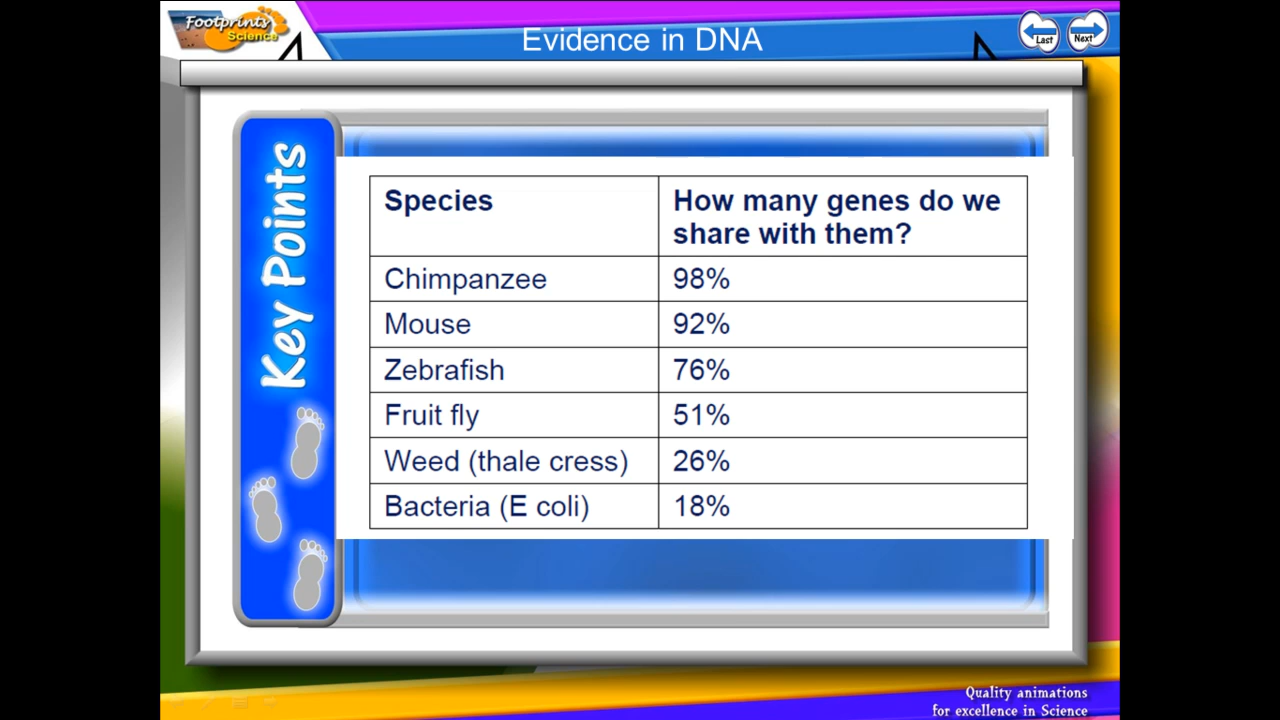 Footprints
Science
Evidence in DNA
Last
Next
Key Points
Species
How many genes do we
share with them?
Chimpanzee 98%
Mouse 92%
Zebrafish 76%
Fruit fly 51%
Weed (thale cress) 26%
Bacteria (E coli) 18%
Quality animations
for excellence in Science